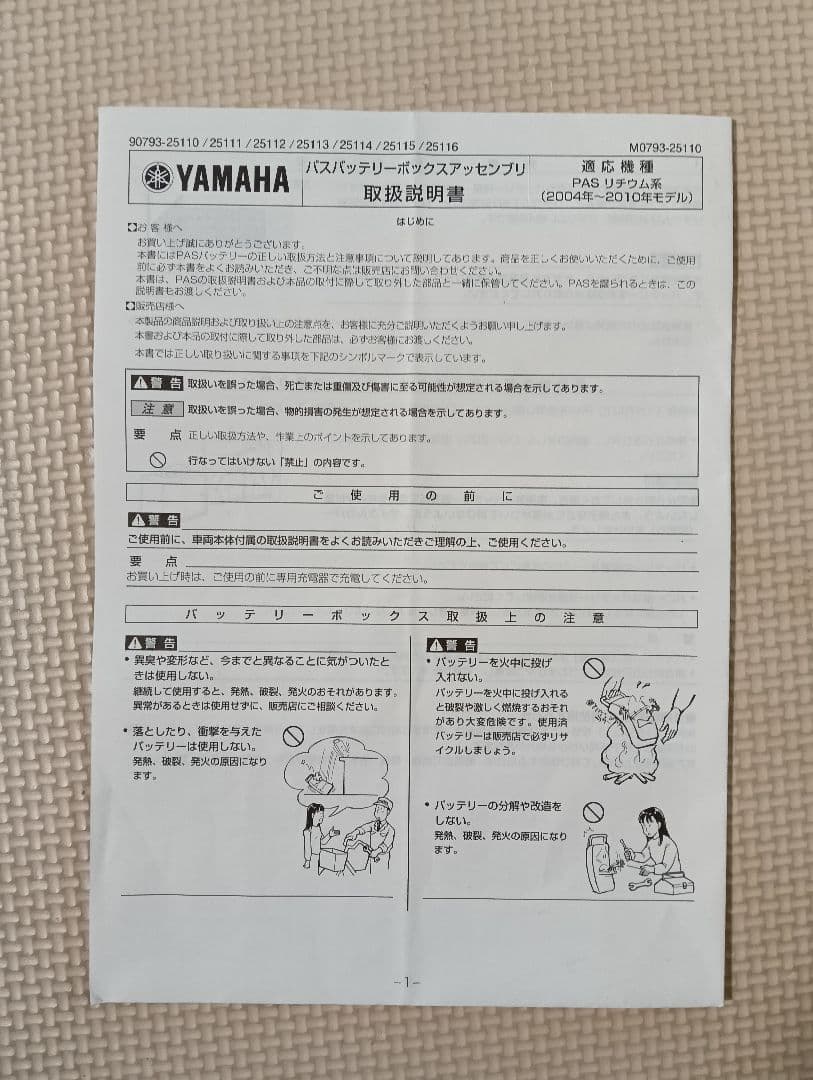 90793-25110 / 25111 / 25112 / 25113 / 25114 / 25115 / 25116
M0793-25110
YAMAHA
パスバッテリーボックスアッセンブリ
取扱説明書
適応機種
PAS リチウム系
(2004年～2010年モデル)
はじめに
お客様へ
お買い上げ誠にありがとうございます。
本書にはPASバッテリーの正しい取扱方法と注意事項について説明してあります。商品を正しくお使いいただくために、ご使用
前に必ず本書をよくお読みいただき、ご不明な点は販売店にお問い合わせください。
本書は、PASの取扱説明書および本品の取付に際して取り外した部品と一緒に保管してください。PASを譲られるときは、この
説明書もお渡しください。
販売店様へ
本製品の商品説明および取り扱い上の注意点を、お客様に充分ご説明いただくようお願い申し上げます。
本書および本品の取付に際して取り外した部品は、必ずお客様にお渡しください。
本書では正しい取り扱いに関する事項を下記のシンボルマークで表示しています。
警告 取扱いを誤った場合、死亡または重傷及び傷害に至る可能性が想定される場合を示してあります。
注意 取扱いを誤った場合、物的損害の発生が想定される場合を示してあります。
要点 正しい取扱方法や、作業上のポイントを示してあります。
行なってはいけない「禁止」の内容です。
ご使用の前に
警告
ご使用前に、車両本体付属の取扱説明書をよくお読みいただきご理解の上、ご使用ください。
要点
お買い上げ時は、ご使用の前に専用充電器で充電してください。
バッテリーボックス取扱上の注意
警告
• 異臭や変形など、今までと異なることに気がついたと
きは使用しない。
継続して使用すると、発熱、破裂、発火のおそれがあります。
異常があるときは使用せずに、販売店にご相談ください。
• 落としたり、衝撃を与えた
バッテリーは使用しない。
発熱、破裂、発火の原因になり
ます。
警告
• バッテリーを火中に投げ
入れない。
バッテリーを火中に投げ入れる
と破裂や激しく燃焼するおそれ
があり大変危険です。使用済
バッテリーは販売店で必ずリサ
イクルしましょう。
• バッテリーの分解や改造を
しない。
発熱、破裂、発火の原因になり
ます。
－1－